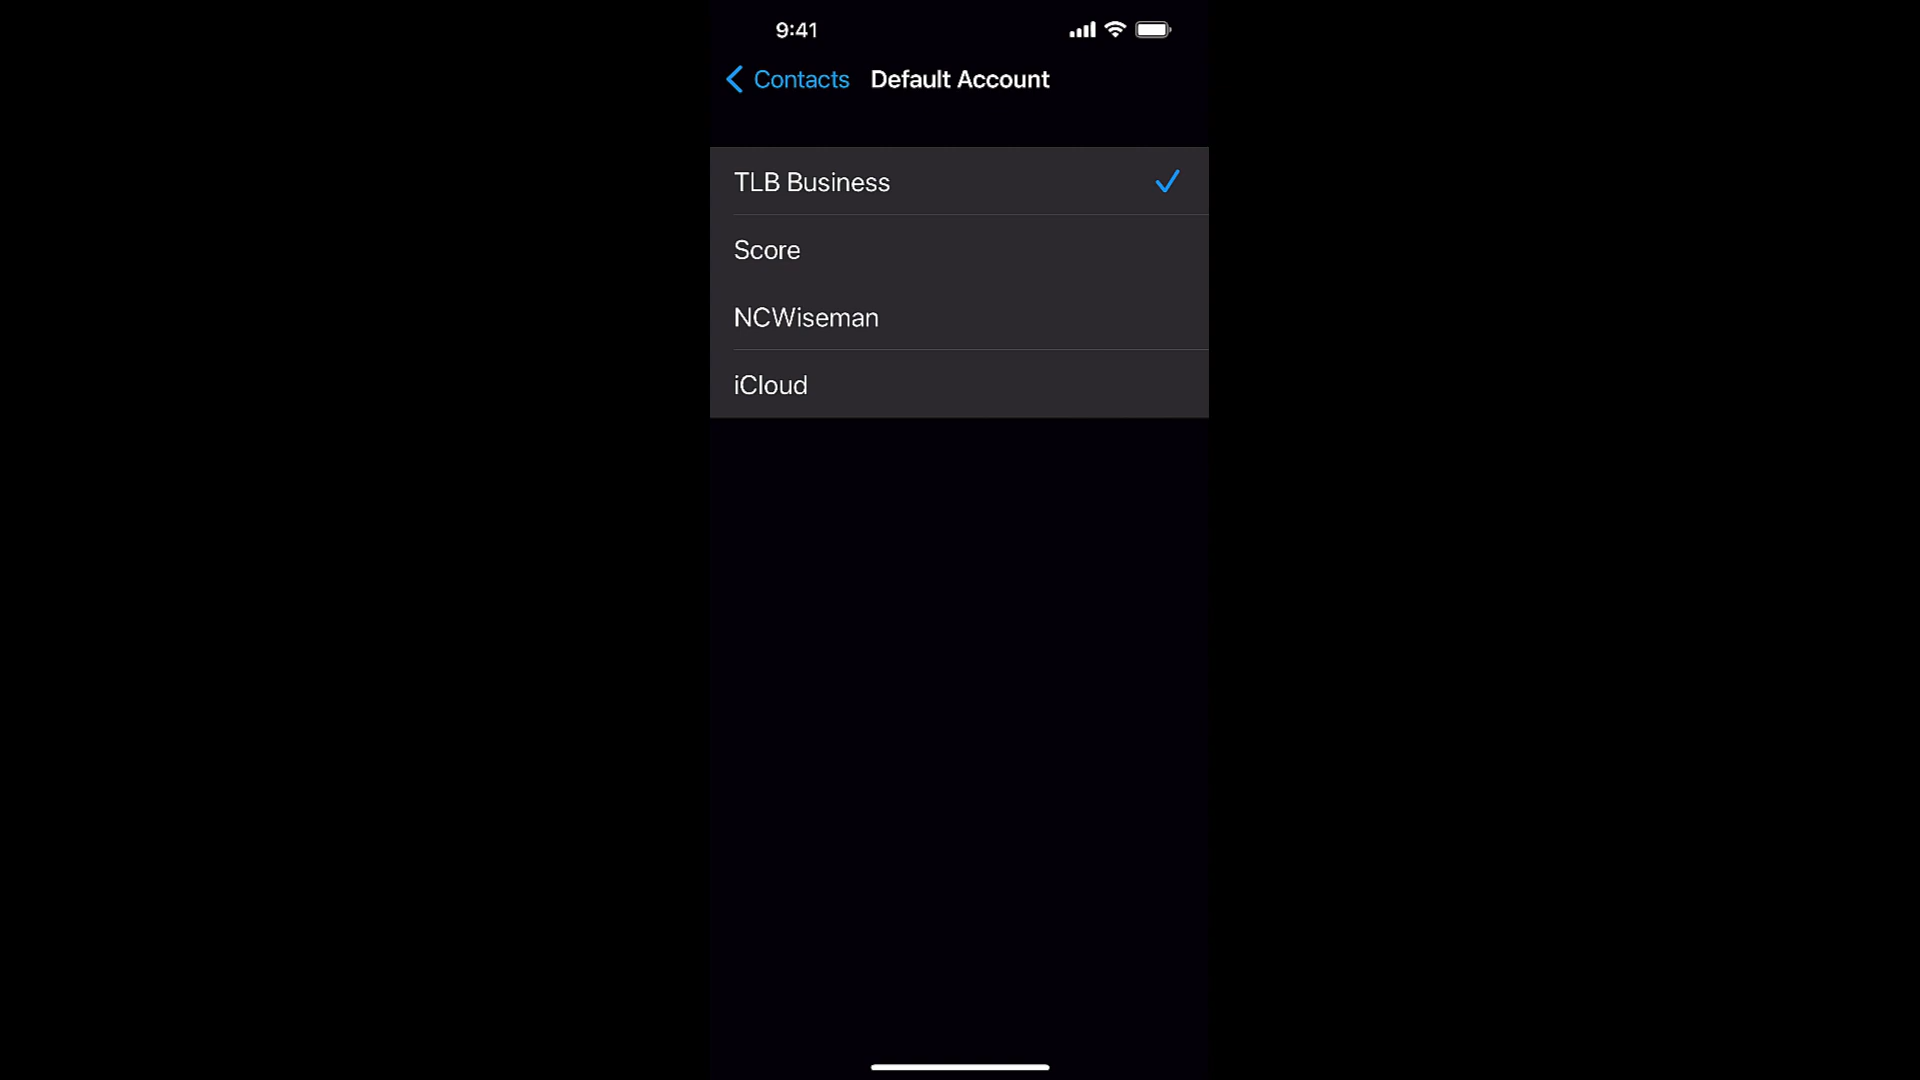 9:41
Contacts Default Account
TLB Business
Score
NCWiseman
iCloud